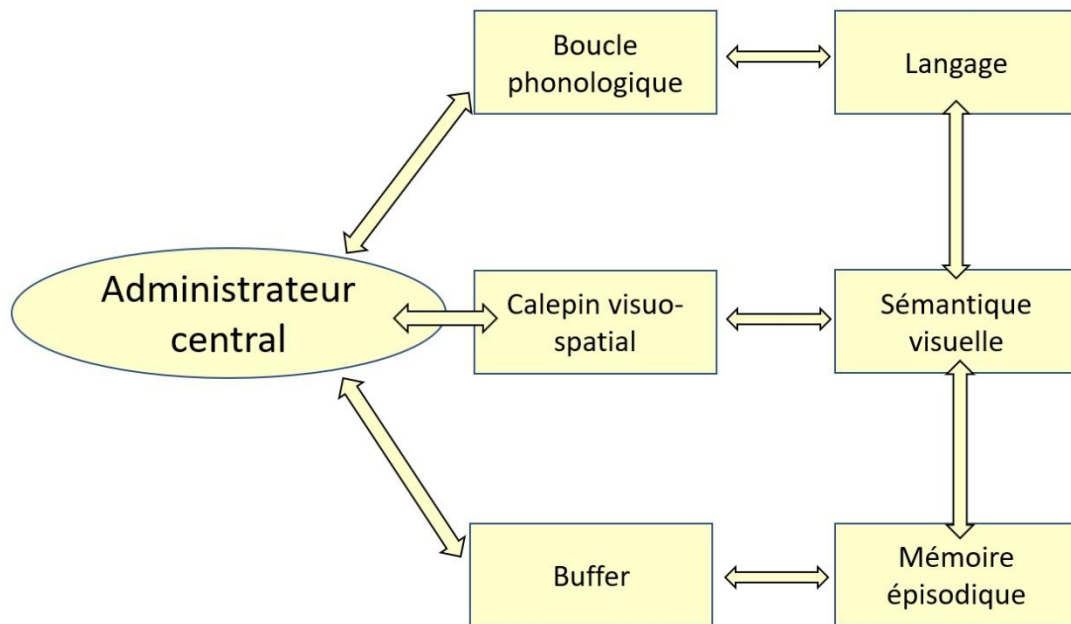 Boucle
phonologique
Langage
Administrateur
central
Calepin visuo-
spatial
Sémantique
visuelle
Buffer
Mémoire
épisodique